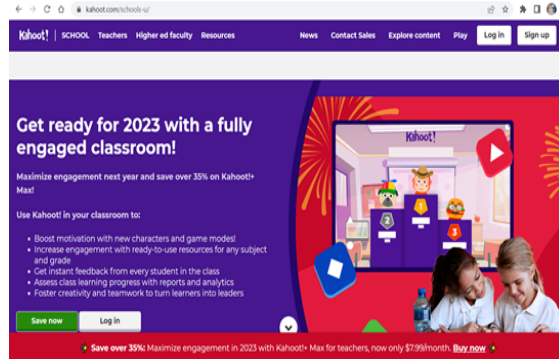 kahoot.com/schools-u/
Kahoot! SCHOOL Teachers Higher ed faculty Resources News Contact Sales Explore content Play Log in Sign up
Get ready for 2023 with a fully
engaged classroom!
Maximize engagement next year and save over 35% on Kahoot!+
Max!
Use Kahoot! in your classroom to:
• Boost motivation with new characters and game modes!
• Increase engagement with ready-to-use resources for any subject
and grade
• Get instant feedback from every student in the class
• Assess class learning progress with reports and analytics
• Foster creativity and teamwork to turn learners into leaders
Save now Log in
Kahoot!
2
1
3
Save over 35%: Maximize engagement in 2023 with Kahoot!+ Max for teachers, now only $7.99/month. Buy now